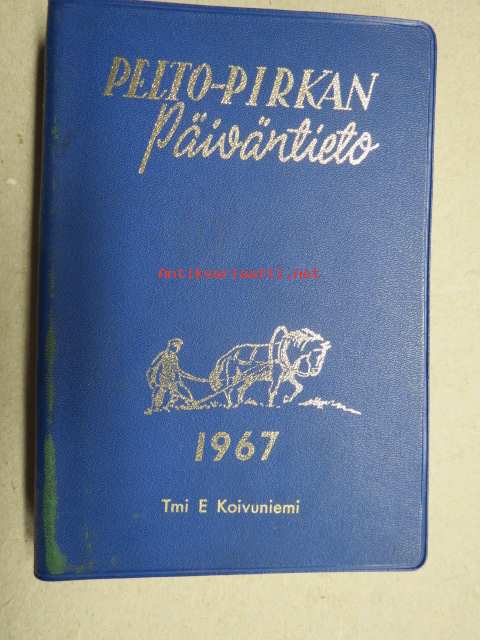 PELTO-PIRKAN
Päiväntieto
Antikvariaatti.net
1967
Tmi E Koivuniemi